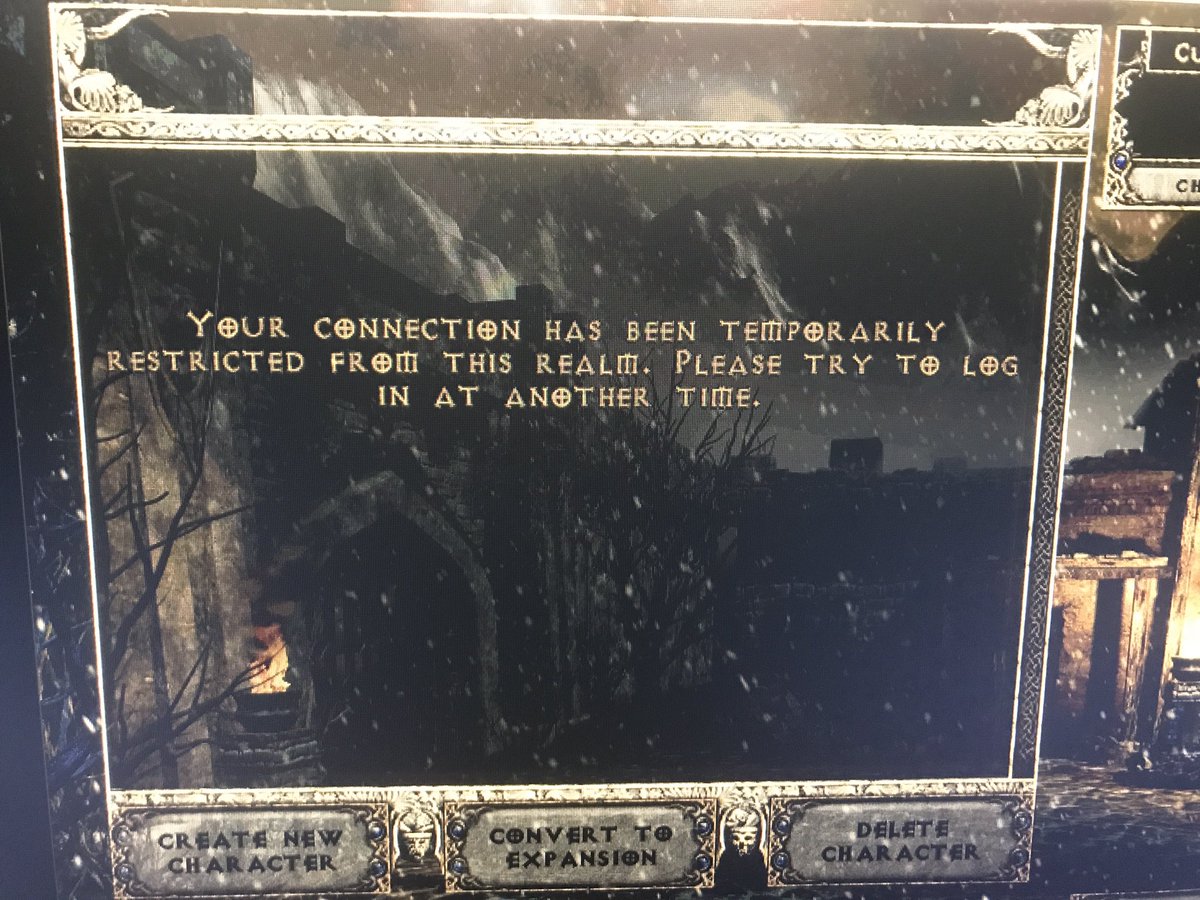 Your connection has been temporarily
restricted from this realm. Please try to log
in at another time.
Create New
Character
Convert to
Expansion
Delete
Character